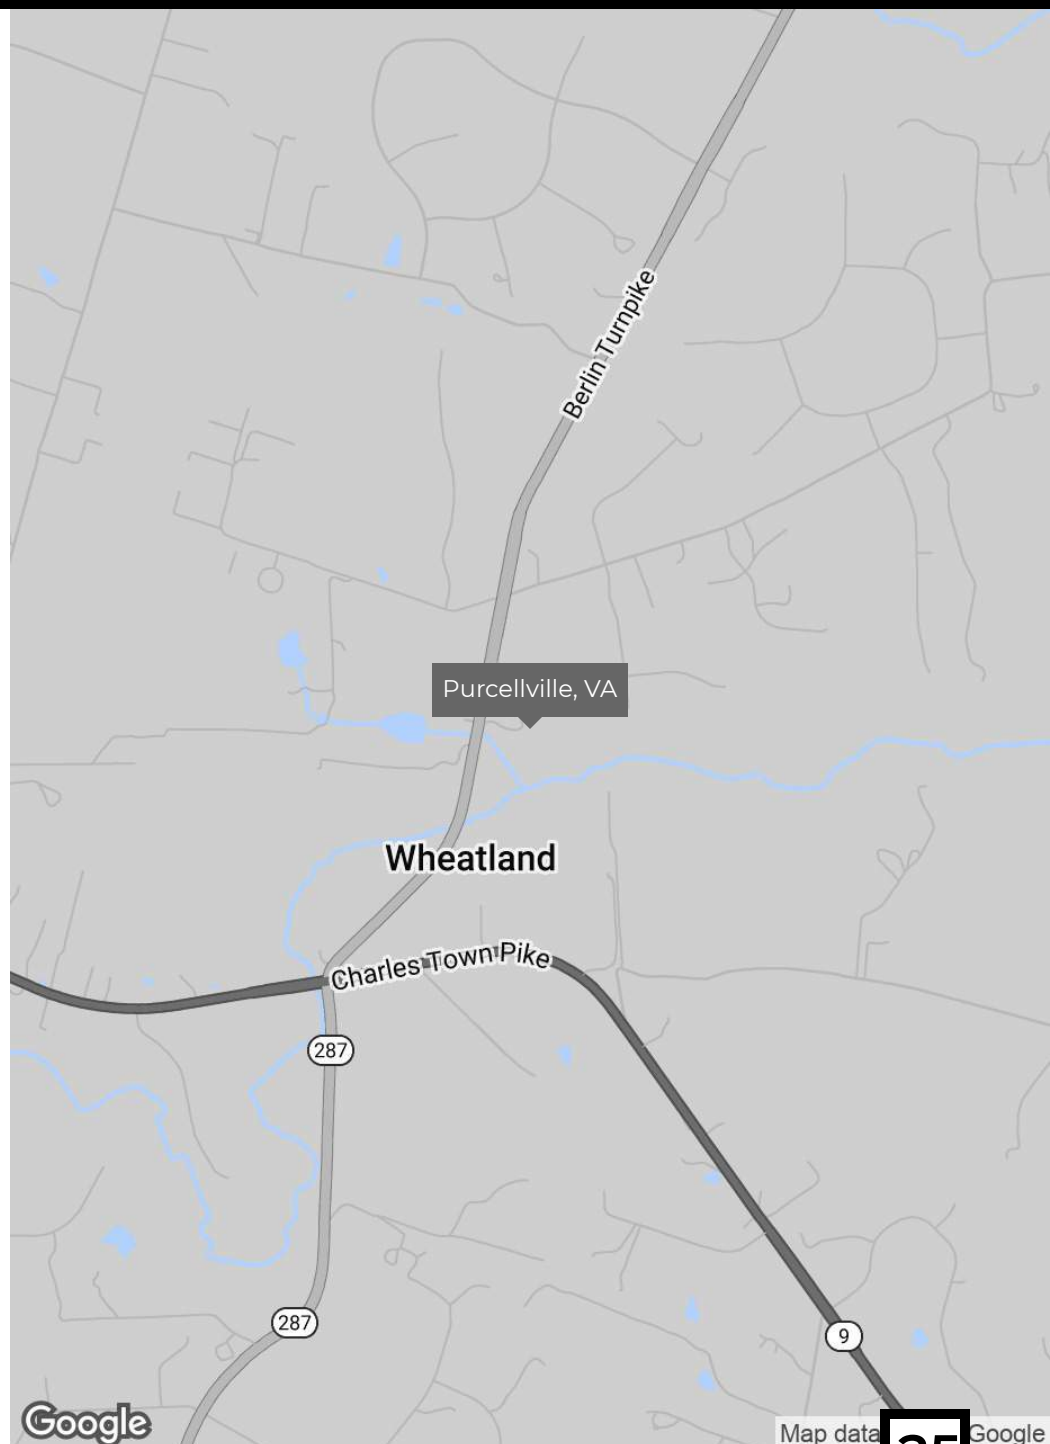 Berlin Turnpike
Purcellville, VA
Wheatland
Charles Town Pike
287
287
9
Google
Map data
Google